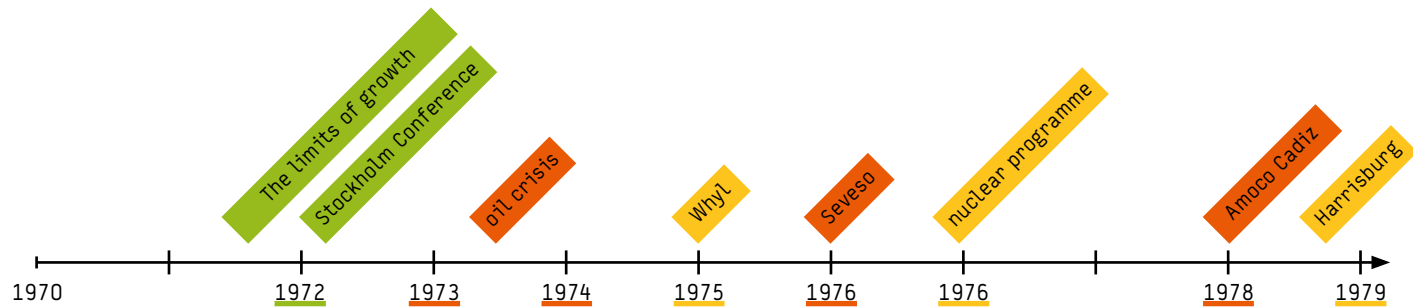 The limits of growth
Stockholm Conference
oil crisis
Whyl
Seveso
nuclear programme
Amoco Cadiz
Harrisburg
1970 1972 1973 1974 1975 1976 1976 1978 1979